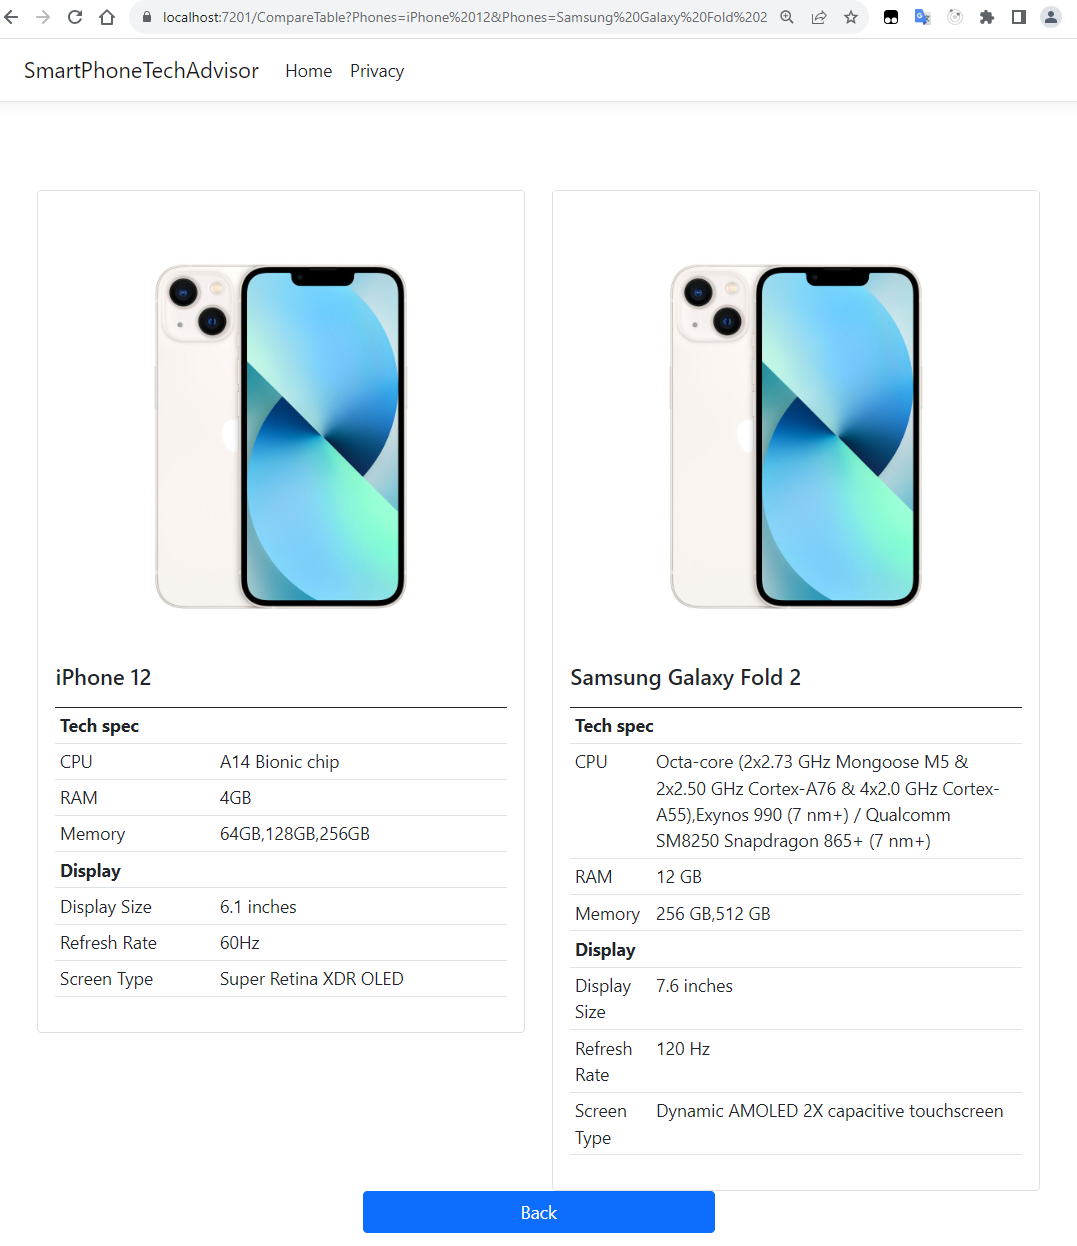 localhost:7201/CompareTable?Phones=iPhone%2012&Phones=Samsung%20Galaxy%20Fold%202
SmartPhoneTechAdvisor Home Privacy
iPhone 12
Tech spec
CPU A14 Bionic chip
RAM 4GB
Memory 64GB,128GB,256GB
Display
Display Size 6.1 inches
Refresh Rate 60Hz
Screen Type Super Retina XDR OLED
Samsung Galaxy Fold 2
Tech spec
CPU Octa-core (2x2.73 GHz Mongoose M5 &
2x2.50 GHz Cortex-A76 & 4x2.0 GHz Cortex-
A55),Exynos 990 (7 nm+) / Qualcomm
SM8250 Snapdragon 865+ (7 nm+)
RAM 12 GB
Memory 256 GB,512 GB
Display
Display 7.6 inches
Size
Refresh 120 Hz
Rate
Screen Dynamic AMOLED 2X capacitive touchscreen
Type
Back